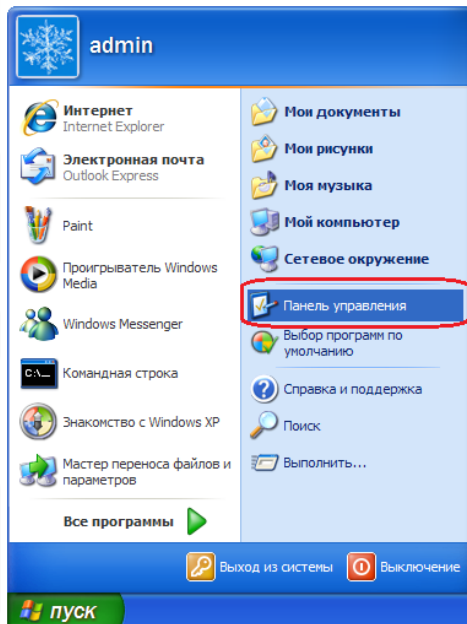 admin
Интернет
Internet Explorer
Электронная почта
Outlook Express
Paint
Проигрыватель Windows
Media
Windows Messenger
C:\_
Командная строка
Знакомство с Windows XP
Мастер переноса файлов и
параметров
Все программы
Мои документы
Мои рисунки
Моя музыка
Мой компьютер
Сетевое окружение
Панель управления
Выбор программ по
умолчанию
Справка и поддержка
Поиск
Выполнить...
Выход из системы
Выключение
пуск